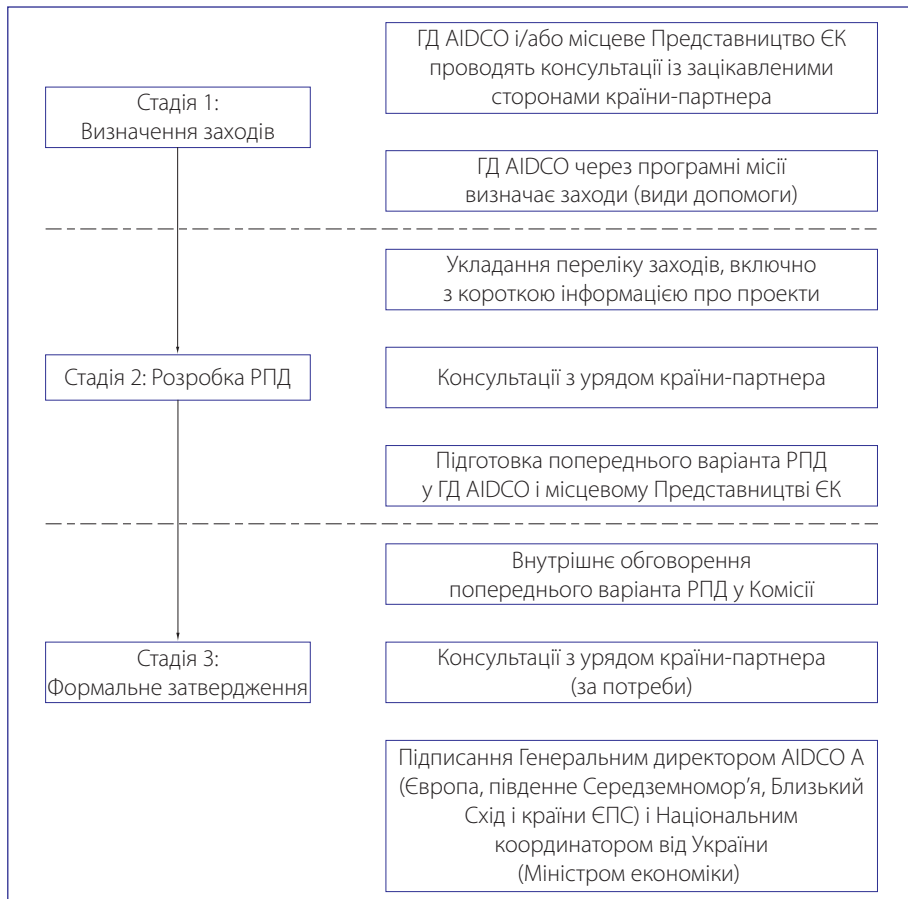 ГД AIDCO і/або місцеве Представництво ЄК
проводять консультації із зацікавленими
сторонами країни-партнера
Стадія 1:
Визначення заходів
ГД AIDCO через програмні місії
визначає заходи (види допомоги)
Укладання переліку заходів, включно
з короткою інформацією про проекти
Стадія 2: Розробка РПД
Консультації з урядом країни-партнера
Підготовка попереднього варіанта РПД
у ГД AIDCO і місцевому Представництві ЄК
Внутрішнє обговорення
попереднього варіанта РПД у Комісії
Стадія 3:
Формальне затвердження
Консультації з урядом країни-партнера
(за потреби)
Підписання Генеральним директором AIDCO A
(Європа, південне Середземномор’я, Близький
Схід і країни ЄПС) і Національним
координатором від України
(Міністром економіки)